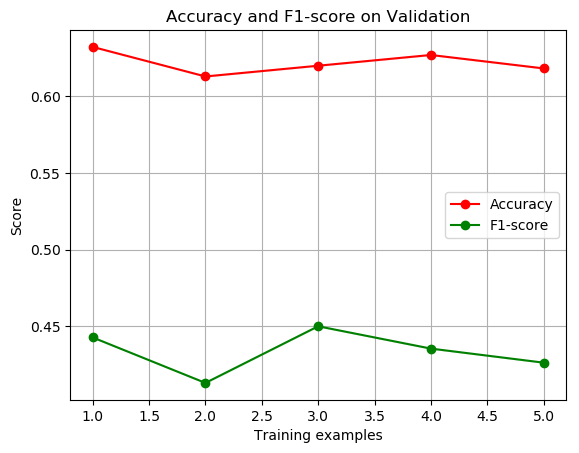 Accuracy and F1-score on Validation
0.60
0.55
0.50
0.45
Score
Accuracy
F1-score
1.0 1.5 2.0 2.5 3.0 3.5 4.0 4.5 5.0
Training examples